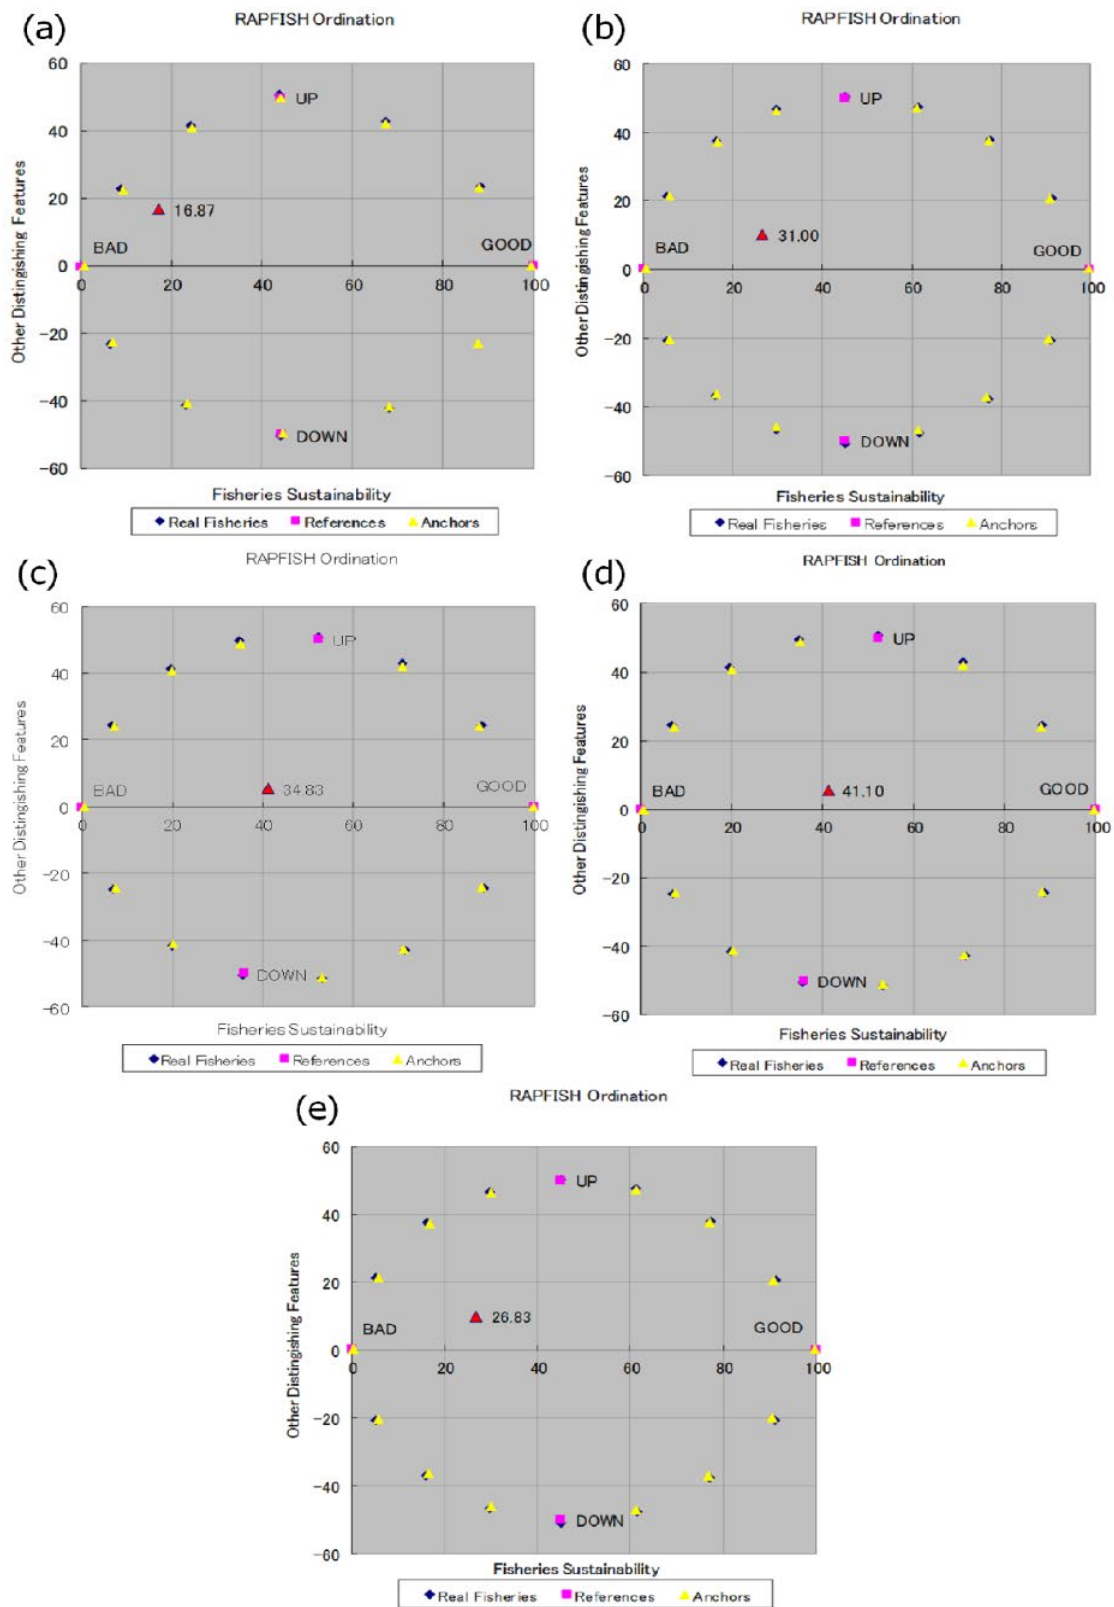 (a)
RAPFISH Ordination
60
40
20
0
-20
-40
-60
Other Distingishing Features
UP
16.87
BAD
GOOD
0 20 40 60 80 100
DOWN
Fisheries Sustainability
Real Fisheries References Anchors
(b)
RAPFISH Ordination
60
40
20
0
-20
-40
-60
Other Distingishing Features
UP
31.00
BAD
GOOD
0 20 40 60 80 100
DOWN
Fisheries Sustainability
Real Fisheries References Anchors
(c)
RAPFISH Ordination
60
40
20
0
-20
-40
-60
Other Distingishing Features
UP
34.83
BAD
GOOD
0 20 40 60 80 100
DOWN
Fisheries Sustainability
Real Fisheries References Anchors
(d)
RAPFISH Ordination
60
40
20
0
-20
-40
-60
Other Distingishing Features
UP
41.10
BAD
GOOD
0 20 40 60 80 100
DOWN
Fisheries Sustainability
Real Fisheries References Anchors
(e)
RAPFISH Ordination
60
40
20
0
-20
-40
-60
Other Distingishing Features
UP
26.83
BAD
GOOD
0 20 40 60 80 100
DOWN
Fisheries Sustainability
Real Fisheries References Anchors